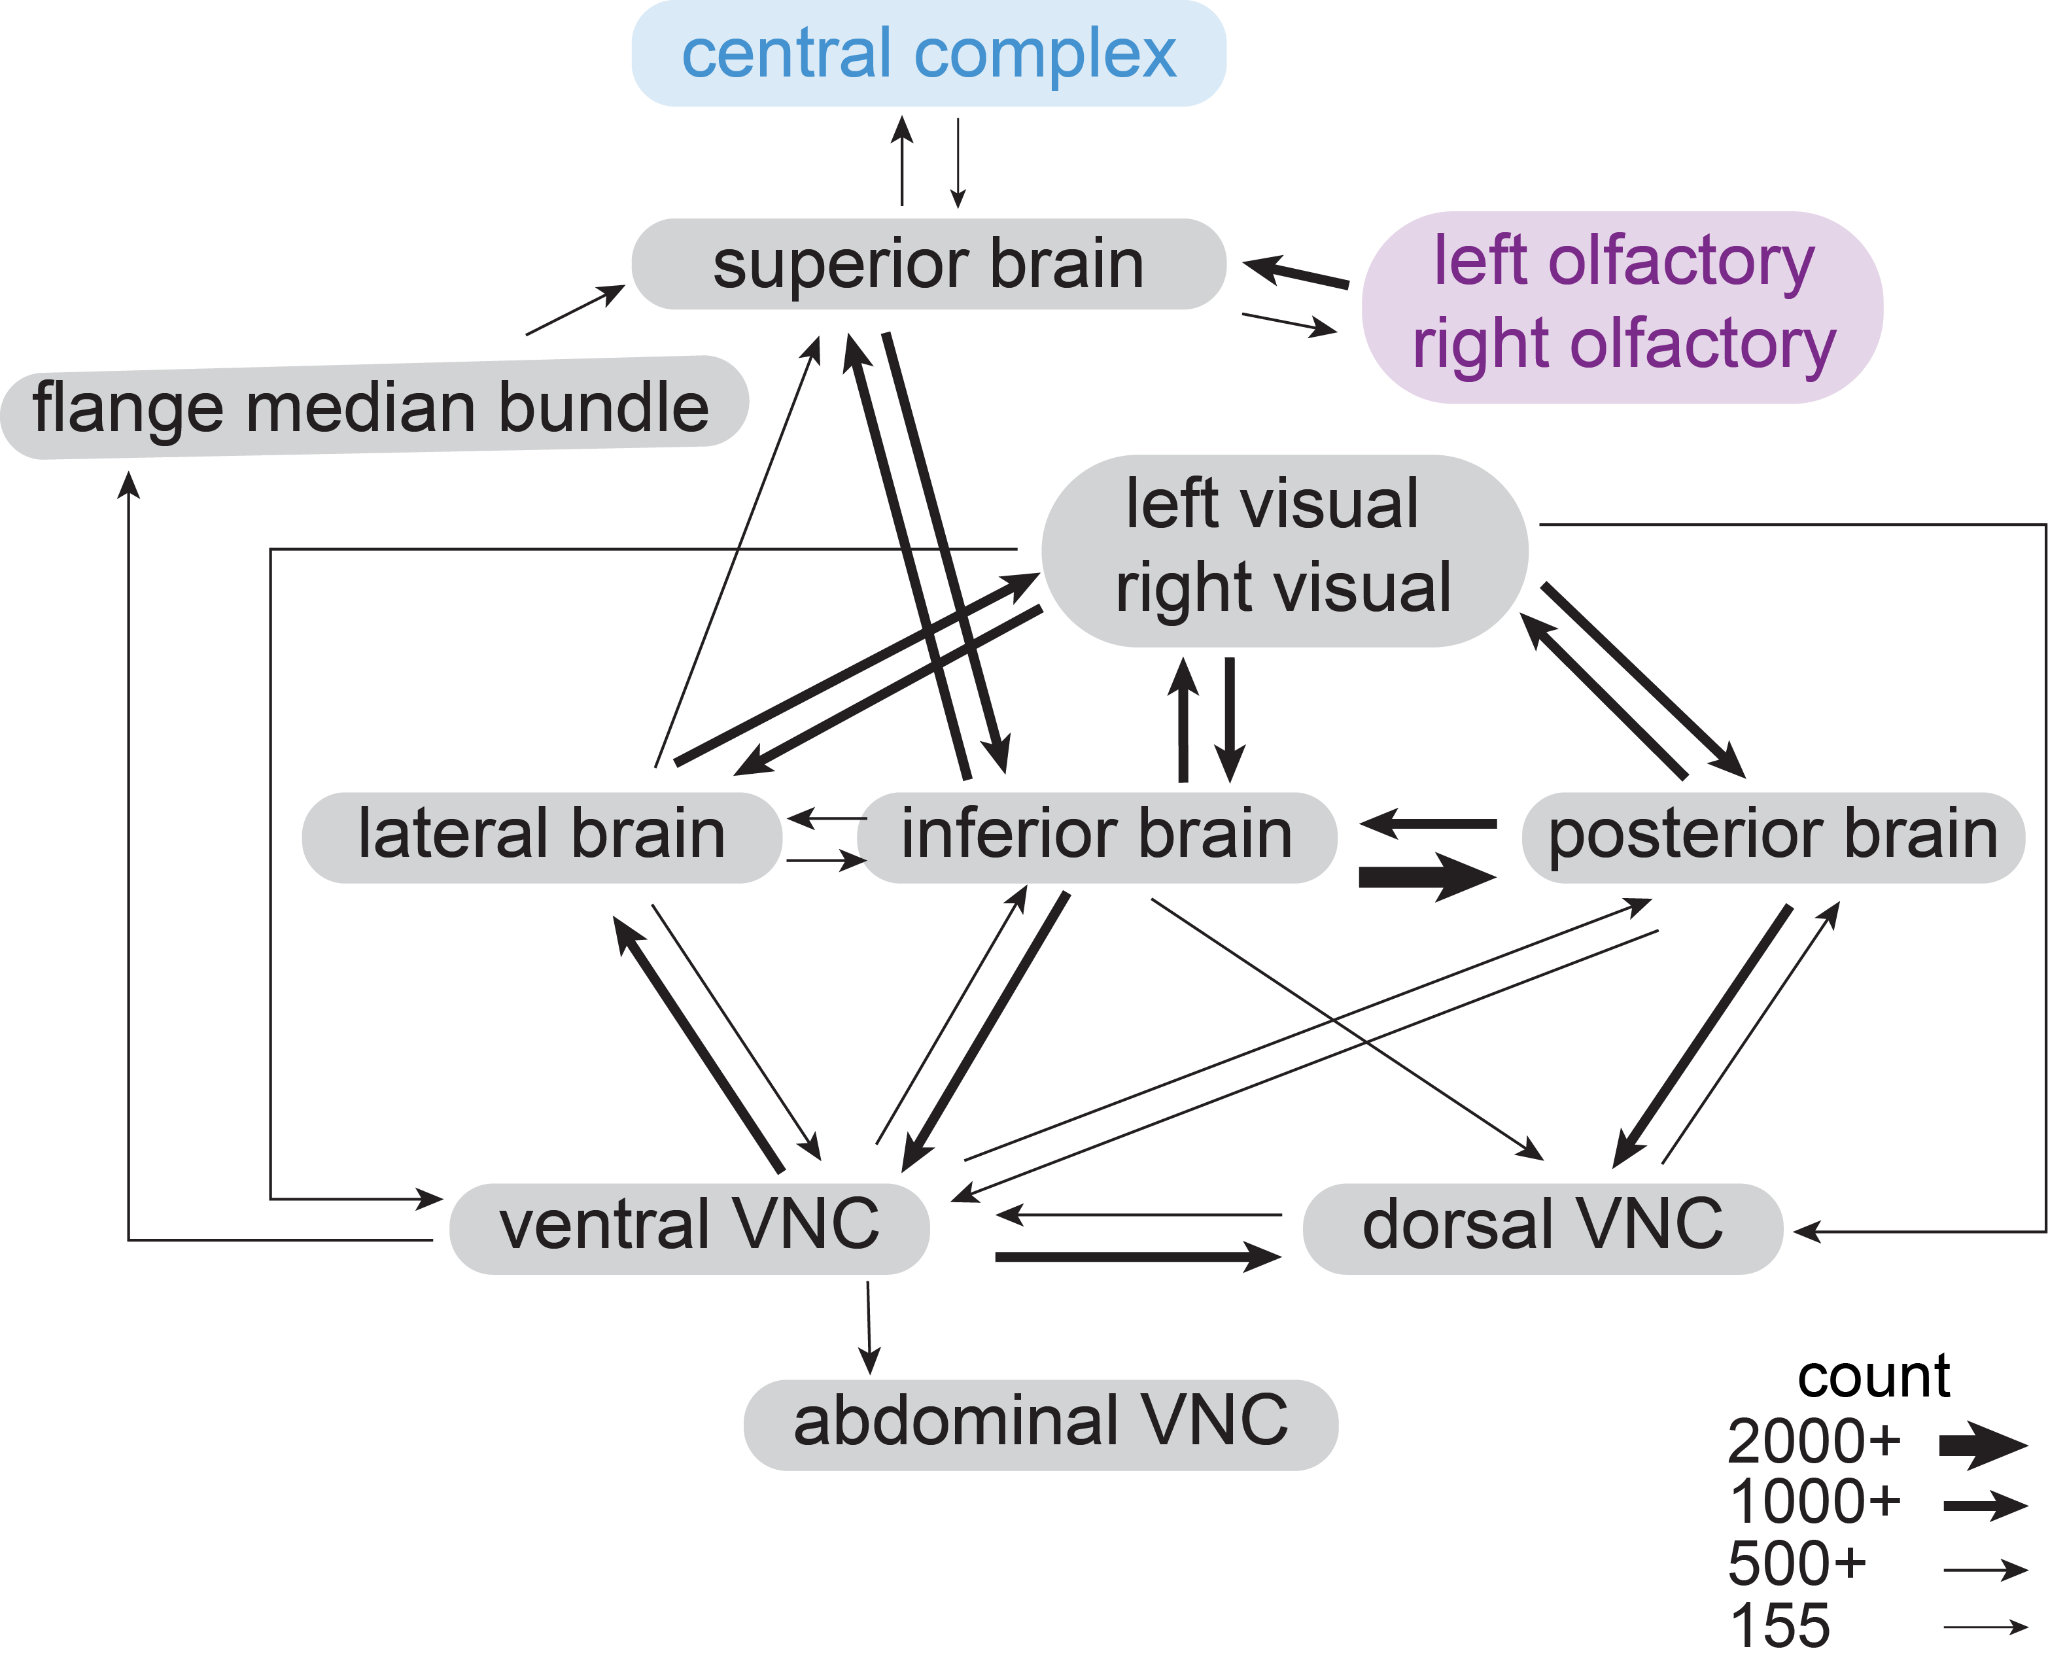 central complex
superior brain
left olfactory
right olfactory
flange median bundle
left visual
right visual
lateral brain
inferior brain
posterior brain
ventral VNC
dorsal VNC
abdominal VNC
count
2000+
1000+
500+
155